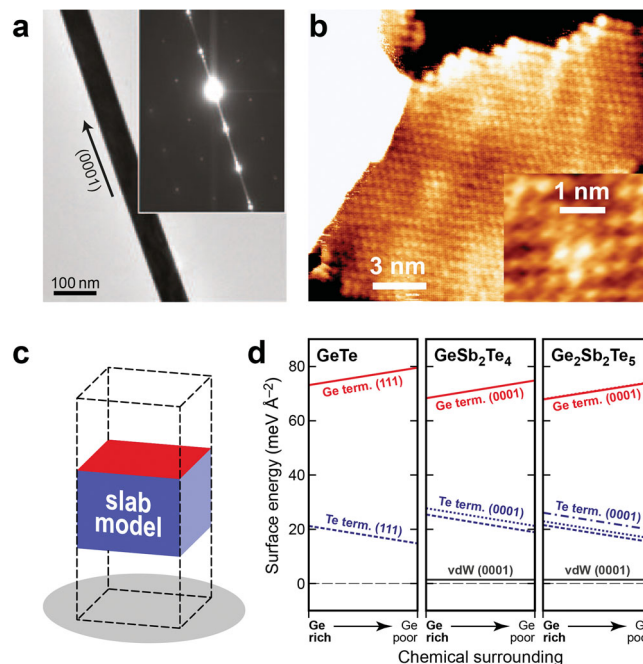 a
(0001)
100 nm
b
3 nm
1 nm
c
slab
model
d
Surface energy (meV Å⁻²)
80
60
40
20
0
GeTe
Ge term. (111)
Te term. (111)
GeSb₂Te₄
Ge term. (0001)
Te term. (0001)
vdW (0001)
Ge₂Sb₂Te₅
Ge term. (0001)
Te term. (0001)
vdW (0001)
Ge rich
Ge poor
Ge rich
Ge poor
Ge rich
Ge poor
Chemical surrounding